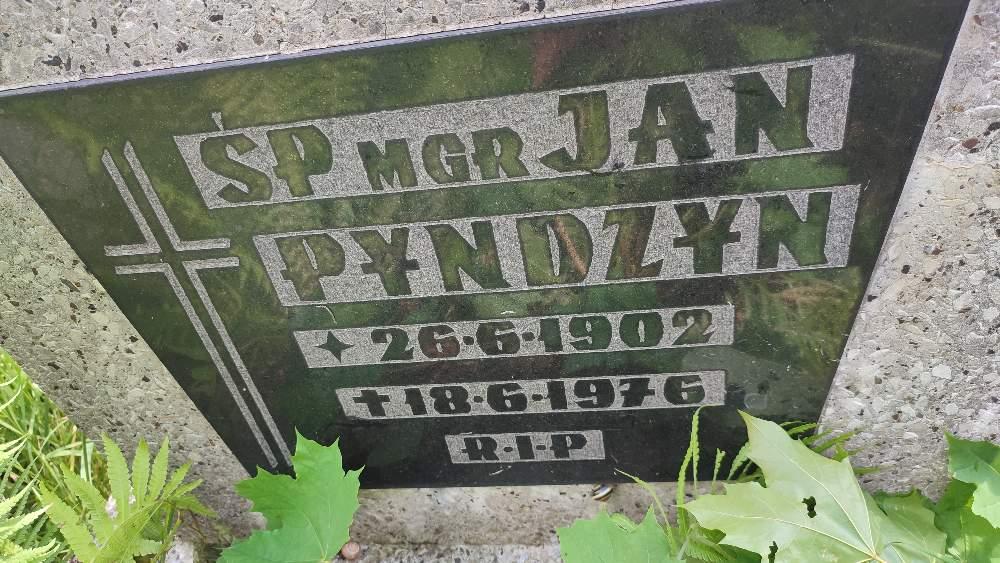 ŚP MGR JAN
PYNDZYN
✦ 26·6·1902
✝ 18·6·1976
R·I·P